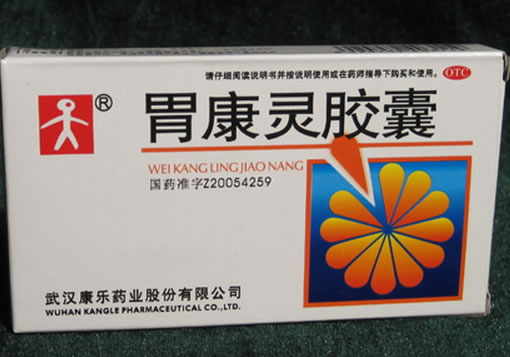 请仔细阅读说明书并按说明使用或在药师指导下购买和使用。 OTC
®
胃康灵胶囊
WEI KANG LING JIAO NANG
国药准字Z20054259
武汉康乐药业股份有限公司
WUHAN KANGLE PHARMACEUTICAL CO.,LTD.